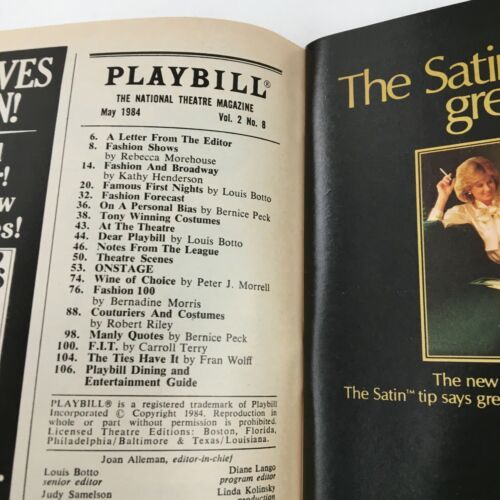 VES
N!
!
w
s!
S
PLAYBILL®
THE NATIONAL THEATRE MAGAZINE
May 1984 Vol. 2 No. 8
6. A Letter From The Editor
8. Fashion Shows
by Rebecca Morehouse
14. Fashion And Broadway
by Kathy Henderson
20. Famous First Nights by Louis Botto
32. Fashion Forecast
36. On A Personal Bias by Bernice Peck
38. Tony Winning Costumes
43. At The Theatre
44. Dear Playbill by Louis Botto
46. Notes From The League
50. Theatre Scenes
53. ONSTAGE
74. Wine of Choice by Peter J. Morrell
76. Fashion 100
by Bernadine Morris
88. Couturiers And Costumes
by Robert Riley
98. Manly Quotes by Bernice Peck
100. F.I.T. by Carroll Terry
104. The Ties Have It by Fran Wolff
106. Playbill Dining and
Entertainment Guide
PLAYBILL® is a registered trademark of Playbill
Incorporated © Copyright 1984. Reproduction in
whole or part without permission is prohibited.
Licensed Theatre Editions: Boston, Florida,
Philadelphia/Baltimore & Texas/Louisiana.
Joan Alleman, editor-in-chief
Louis Botto Diane Lango
senior editor program editor
Judy Samelson Linda Kolinsky
production
The Satin
gre
The new
The Satin™ tip says gre